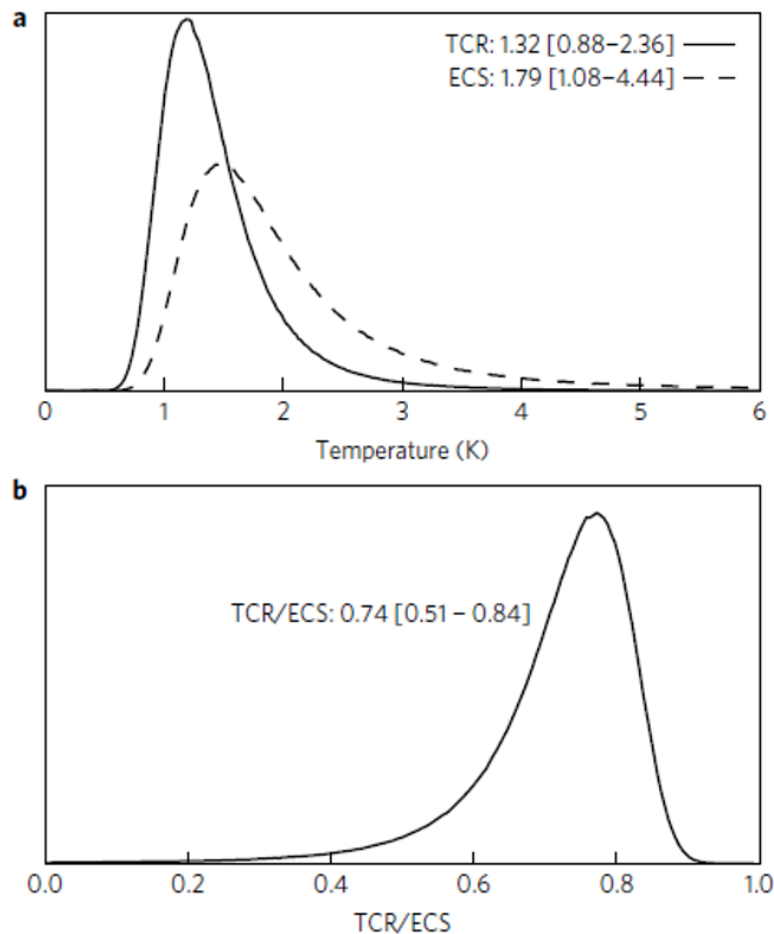 a
TCR: 1.32 [0.88–2.36]
ECS: 1.79 [1.08–4.44]
0 1 2 3 4 5 6
Temperature (K)
b
TCR/ECS: 0.74 [0.51 – 0.84]
0.0 0.2 0.4 0.6 0.8 1.0
TCR/ECS